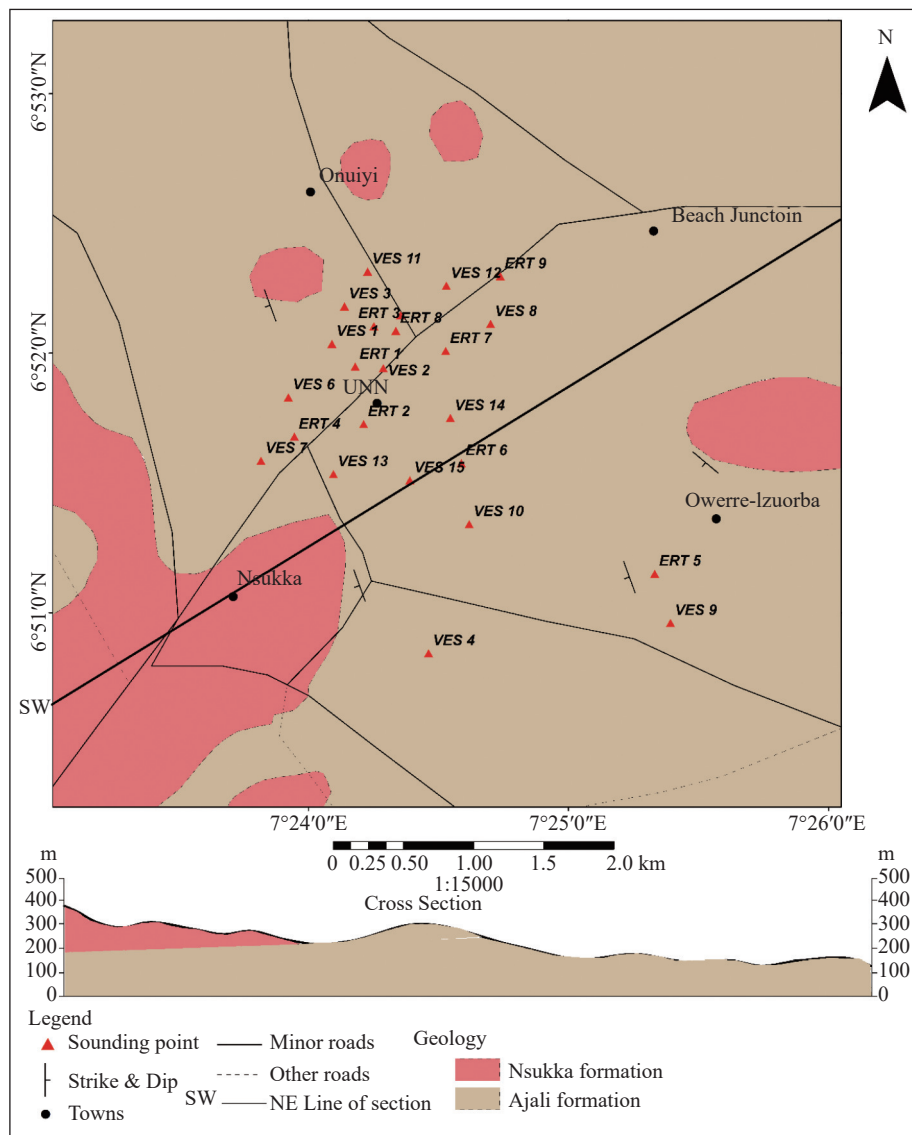 N
6°53′0″N
Onuiyi
Beach Junctoin
VES 11
ERT 9
VES 12
VES 3
ERT 3
ERT 8
VES 8
VES 1
ERT 7
6°52′0″N
ERT 1
VES 2
UNN
VES 6
ERT 2
VES 14
ERT 4
VES 7
VES 13
ERT 6
VES 15
Owerre-lzuorba
VES 10
ERT 5
Nsukka
6°51′0″N
VES 9
VES 4
SW
7°24′0″E
7°25′0″E
7°26′0″E
0 0.25 0.50 1.00 1.5 2.0 km
1:15000
Cross Section
m
500
400
300
200
100
0
m
500
400
300
200
100
0
Legend
Sounding point
Strike & Dip
Towns
Minor roads
Other roads
SW NE Line of section
Geology
Nsukka formation
Ajali formation